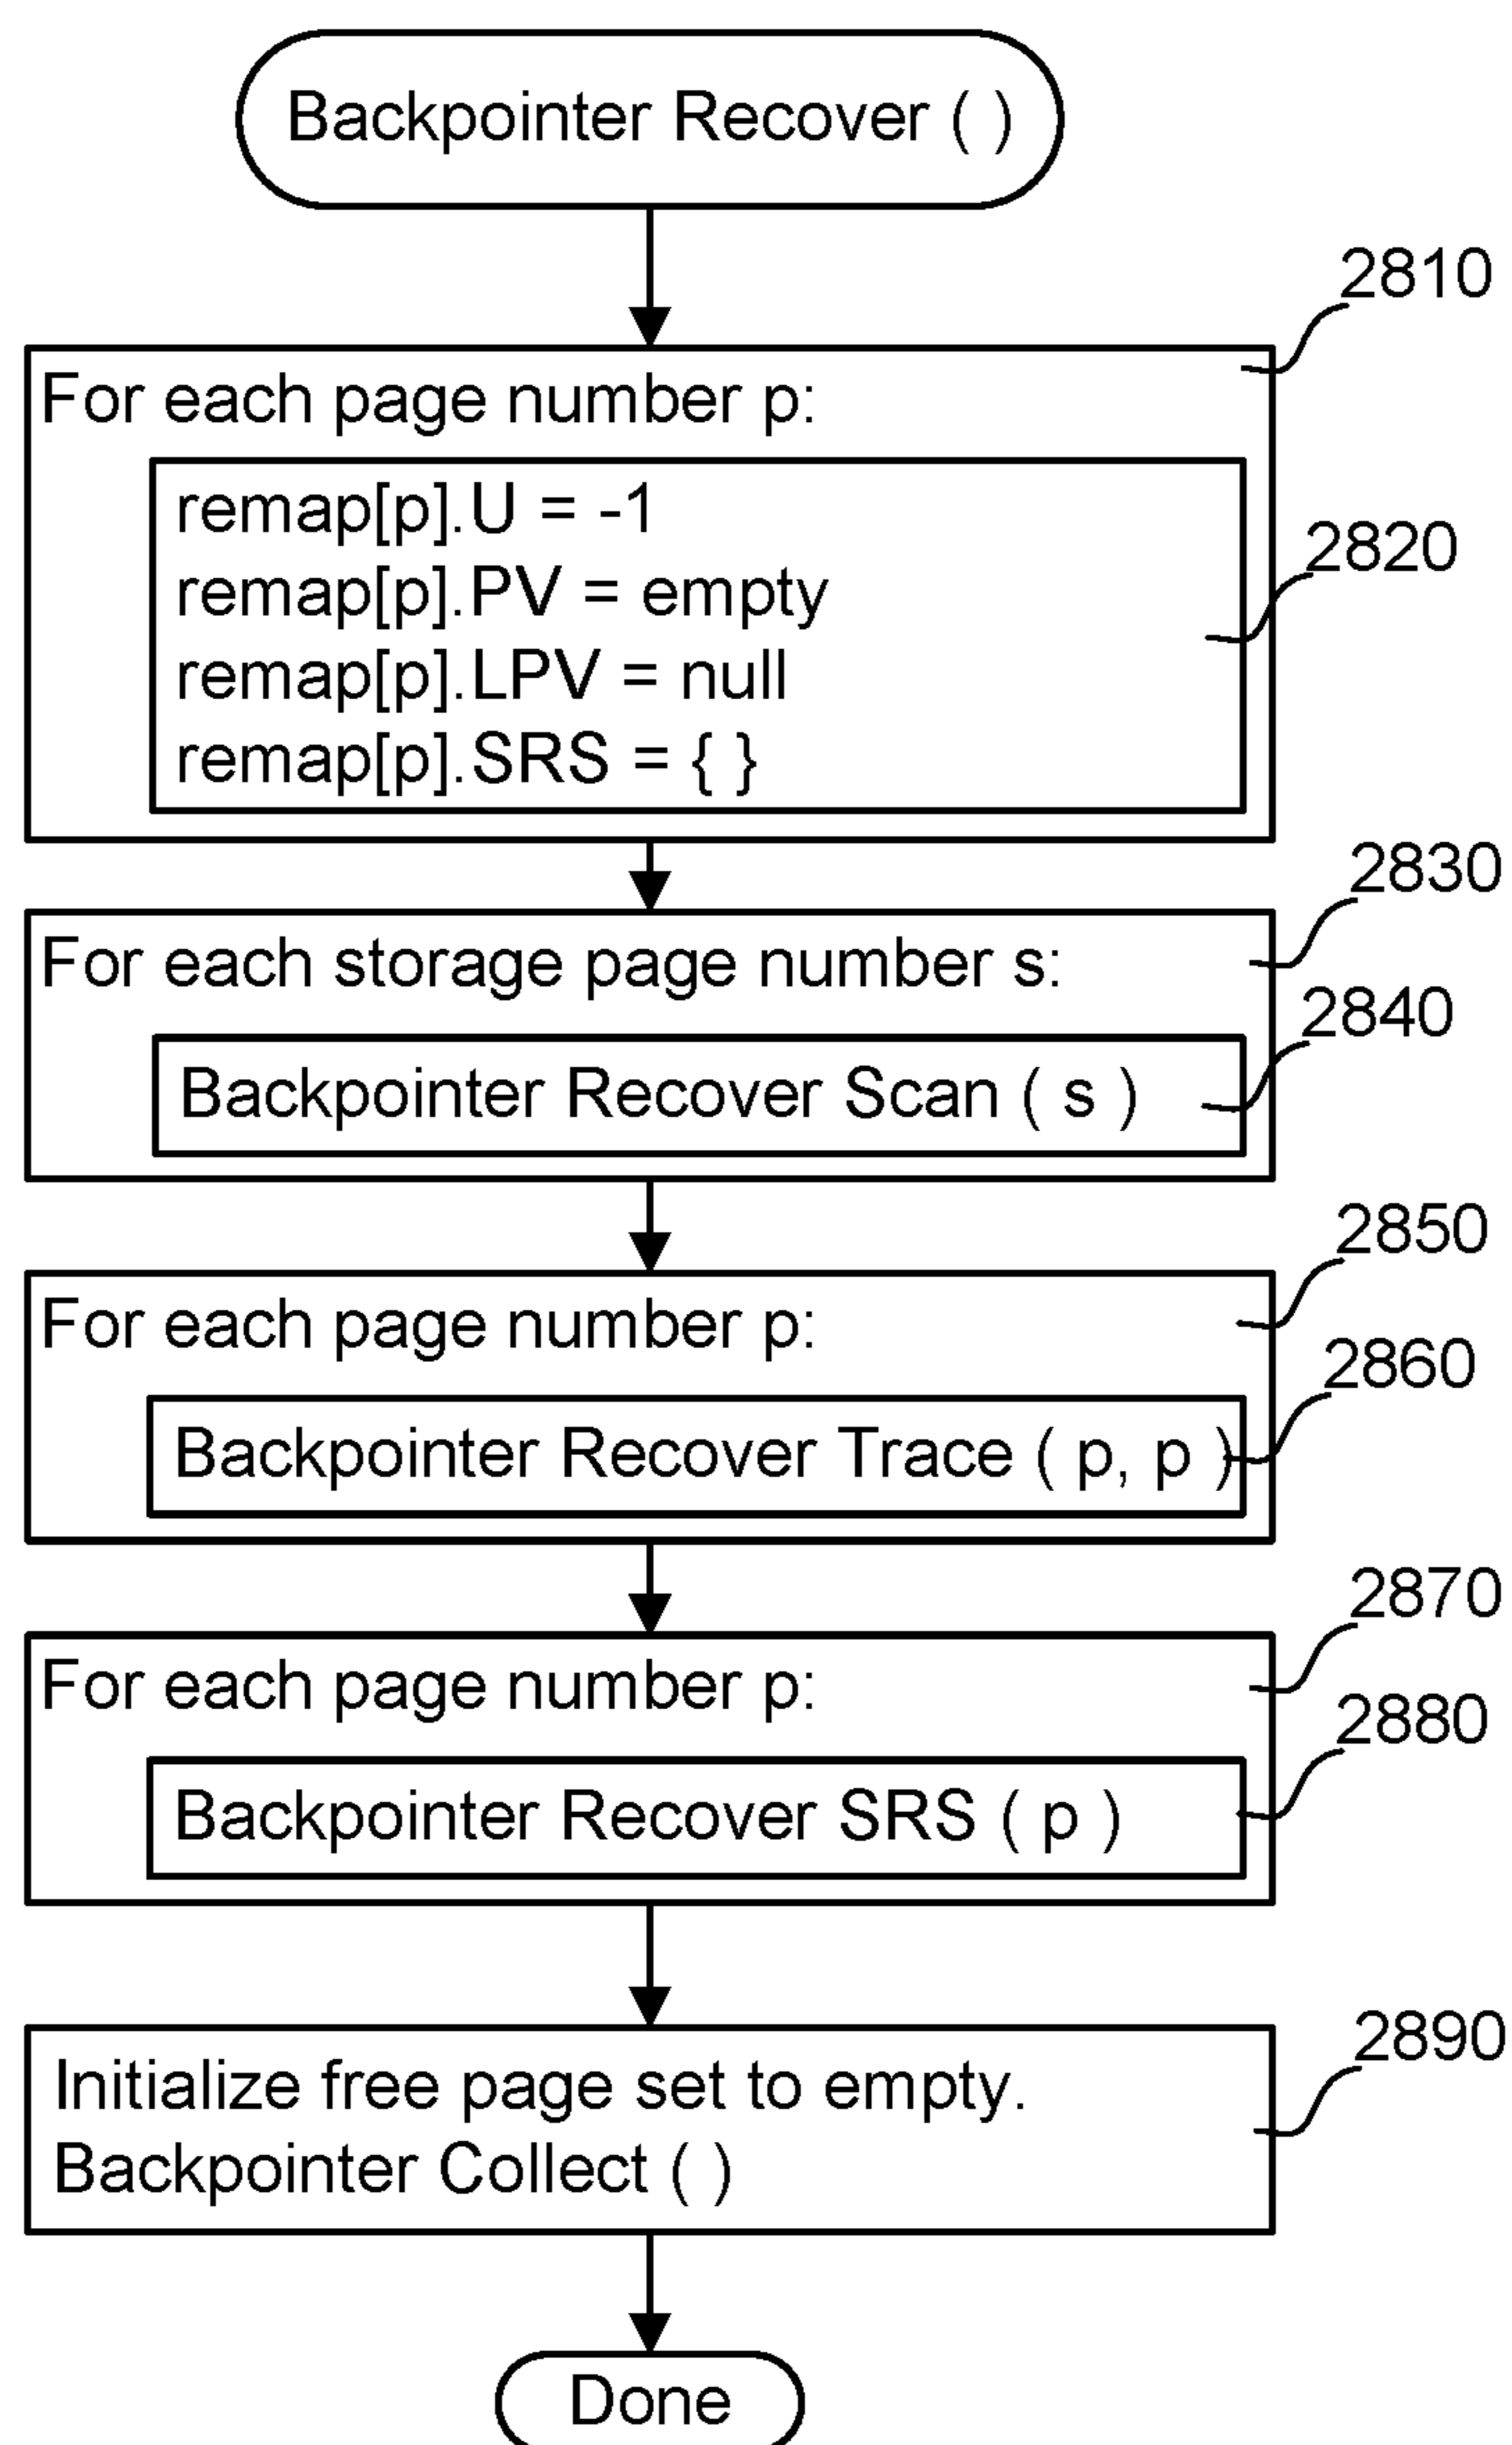 Backpointer Recover ( )
2810
For each page number p:
remap[p].U = -1
2820
remap[p].PV = empty
remap[p].LPV = null
remap[p].SRS = { }
2830
For each storage page number s:
2840
Backpointer Recover Scan ( s )
2850
For each page number p:
2860
Backpointer Recover Trace ( p, p )
2870
For each page number p:
2880
Backpointer Recover SRS ( p )
2890
Initialize free page set to empty.
Backpointer Collect ( )
Done